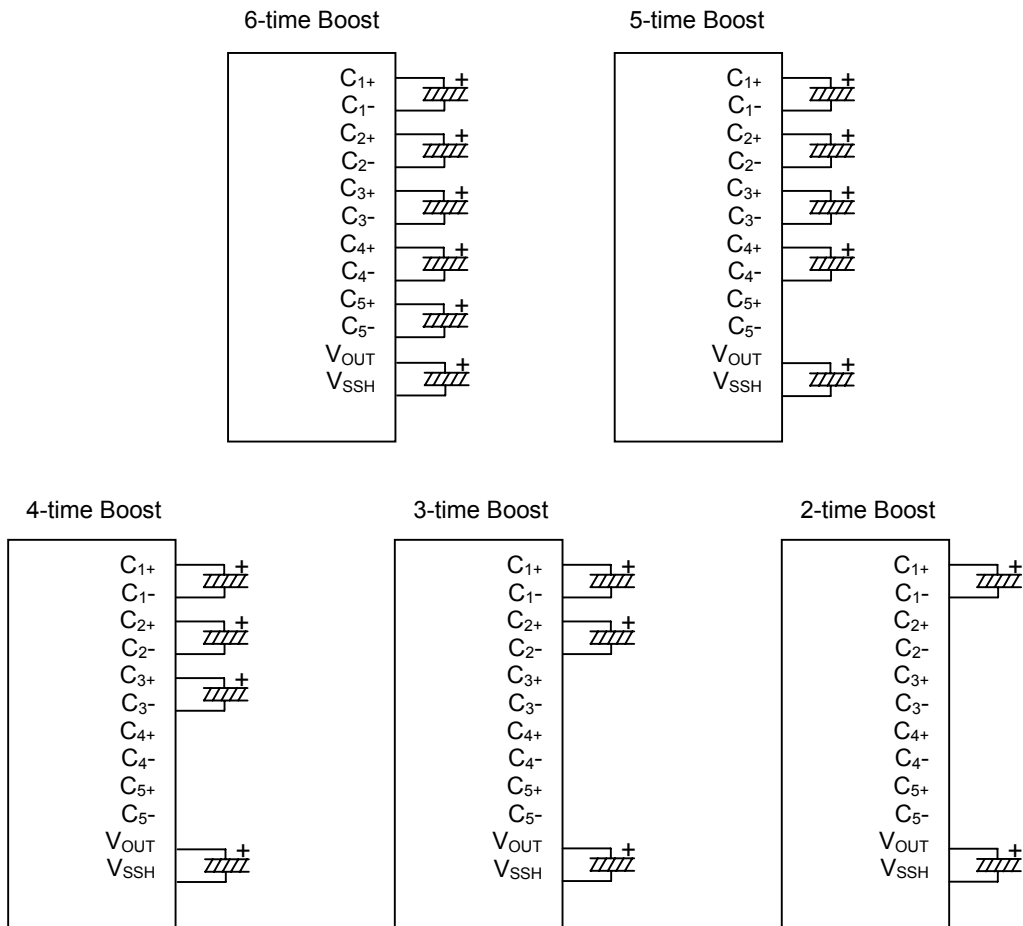 6-time Boost
C1+
+
C1-
C2+
+
C2-
C3+
+
C3-
C4+
+
C4-
C5+
+
C5-
VOUT
+
VSSH
5-time Boost
C1+
+
C1-
C2+
+
C2-
C3+
+
C3-
C4+
+
C4-
C5+
C5-
VOUT
+
VSSH
4-time Boost
C1+
+
C1-
C2+
+
C2-
C3+
+
C3-
C4+
C4-
C5+
C5-
VOUT
+
VSSH
3-time Boost
C1+
+
C1-
C2+
+
C2-
C3+
C3-
C4+
C4-
C5+
C5-
VOUT
+
VSSH
2-time Boost
C1+
+
C1-
C2+
C2-
C3+
C3-
C4+
C4-
C5+
C5-
VOUT
+
VSSH